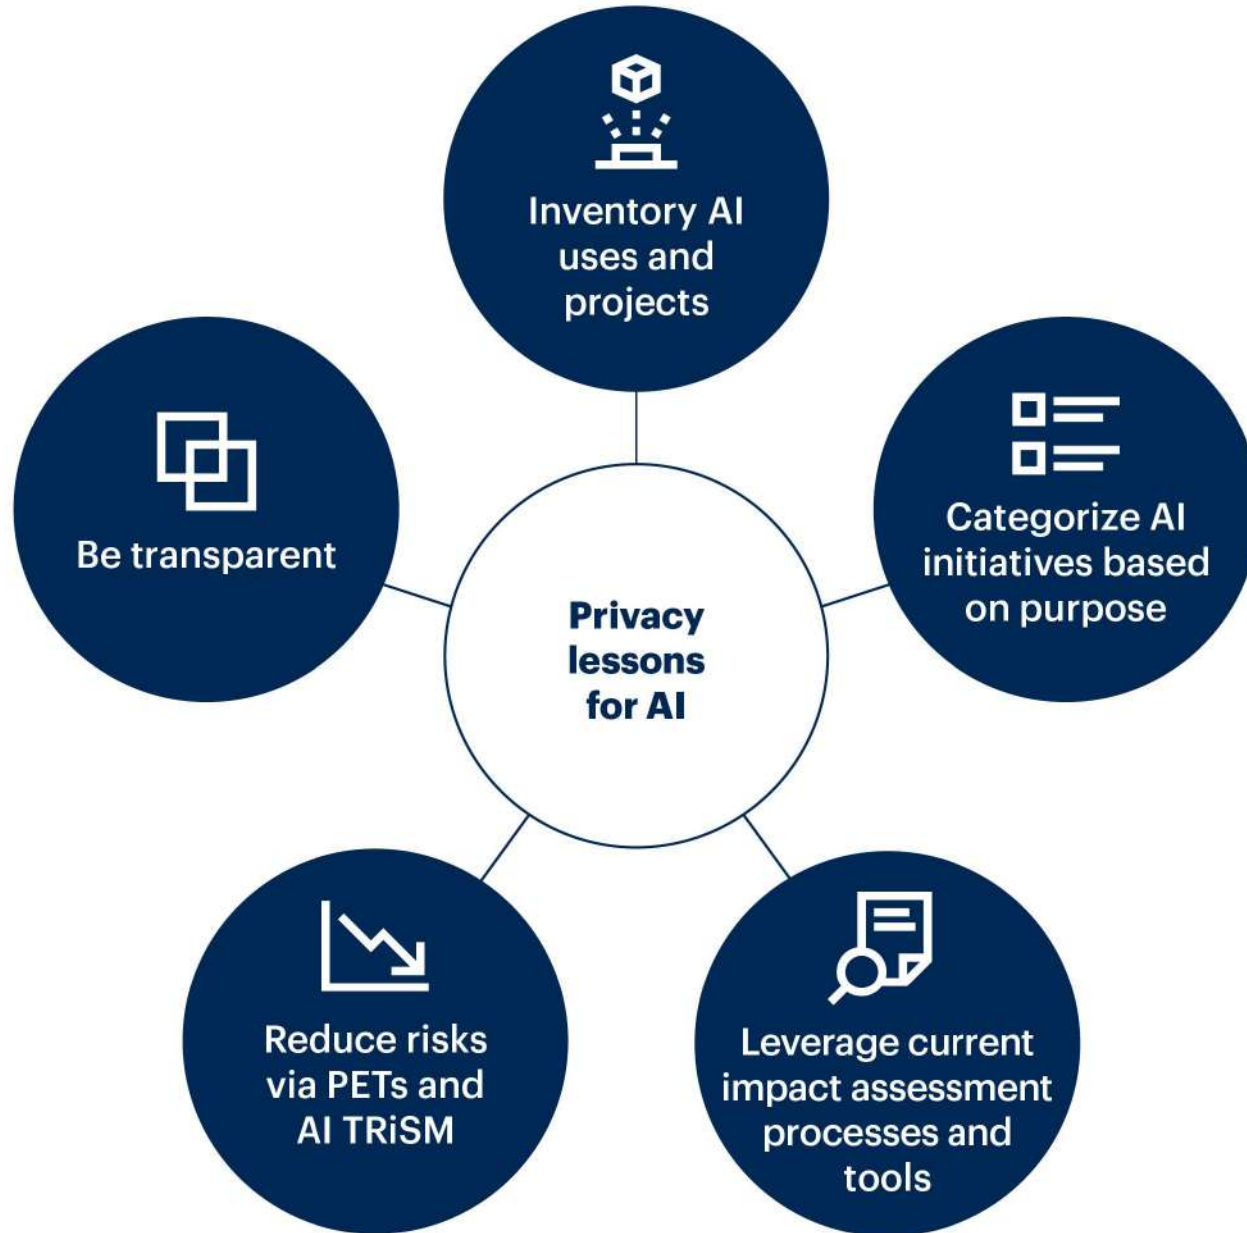 Inventory AI
uses and
projects
Categorize AI
initiatives based
on purpose
Leverage current
impact assessment
processes and
tools
Reduce risks
via PETs and
AI TRiSM
Be transparent
Privacy
lessons
for AI